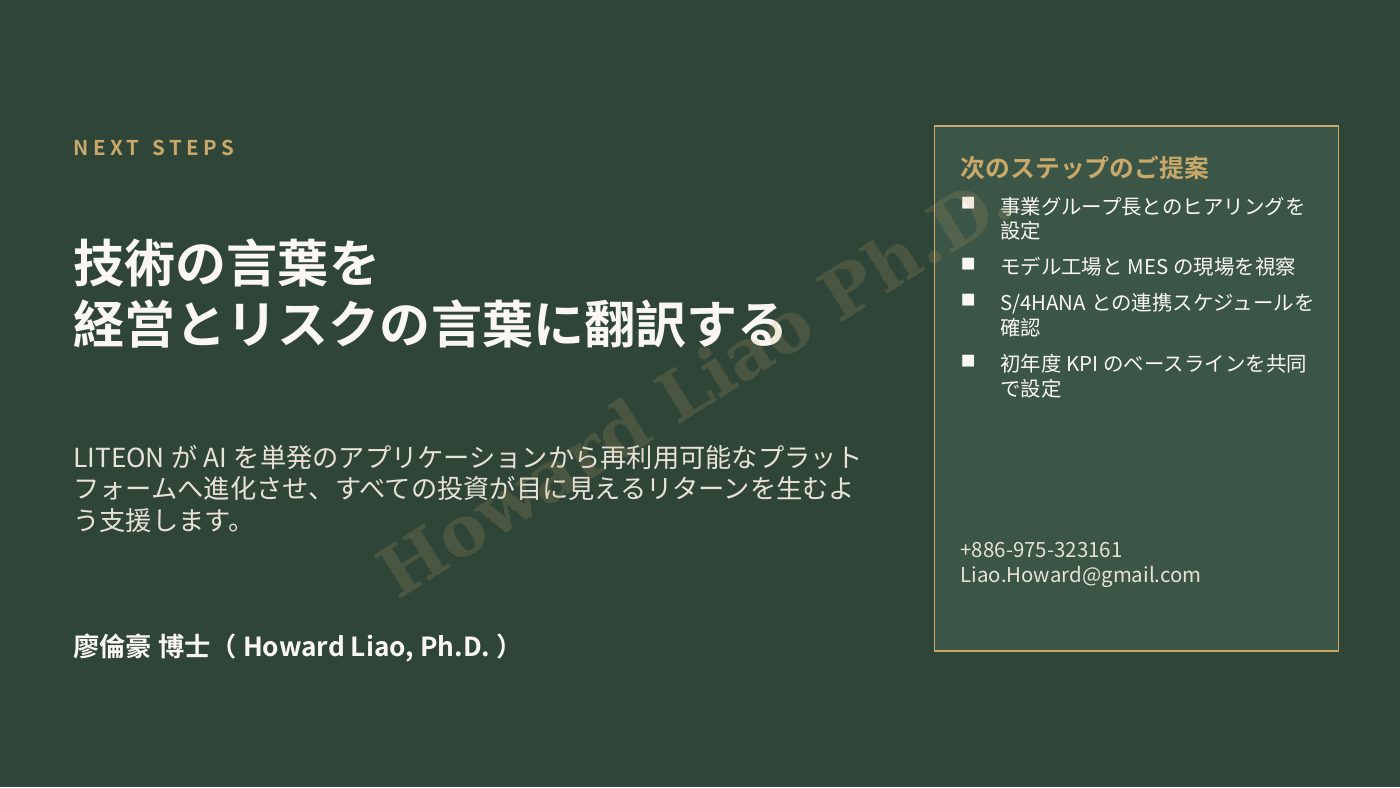 NEXT STEPS
技術の言葉を
経営とリスクの言葉に翻訳する
LITEON が AI を単発のアプリケーションから再利用可能なプラット
フォームへ進化させ、すべての投資が目に見えるリターンを生むよ
う支援します。
廖倫豪 博士（ Howard Liao, Ph.D. ）
次のステップのご提案
■ 事業グループ長とのヒアリングを
設定
■ モデル工場と MES の現場を視察
■ S/4HANA との連携スケジュールを
確認
■ 初年度 KPI のベースラインを共同
で設定
+886-975-323161
Liao.Howard@gmail.com
Howard Liao Ph.D.